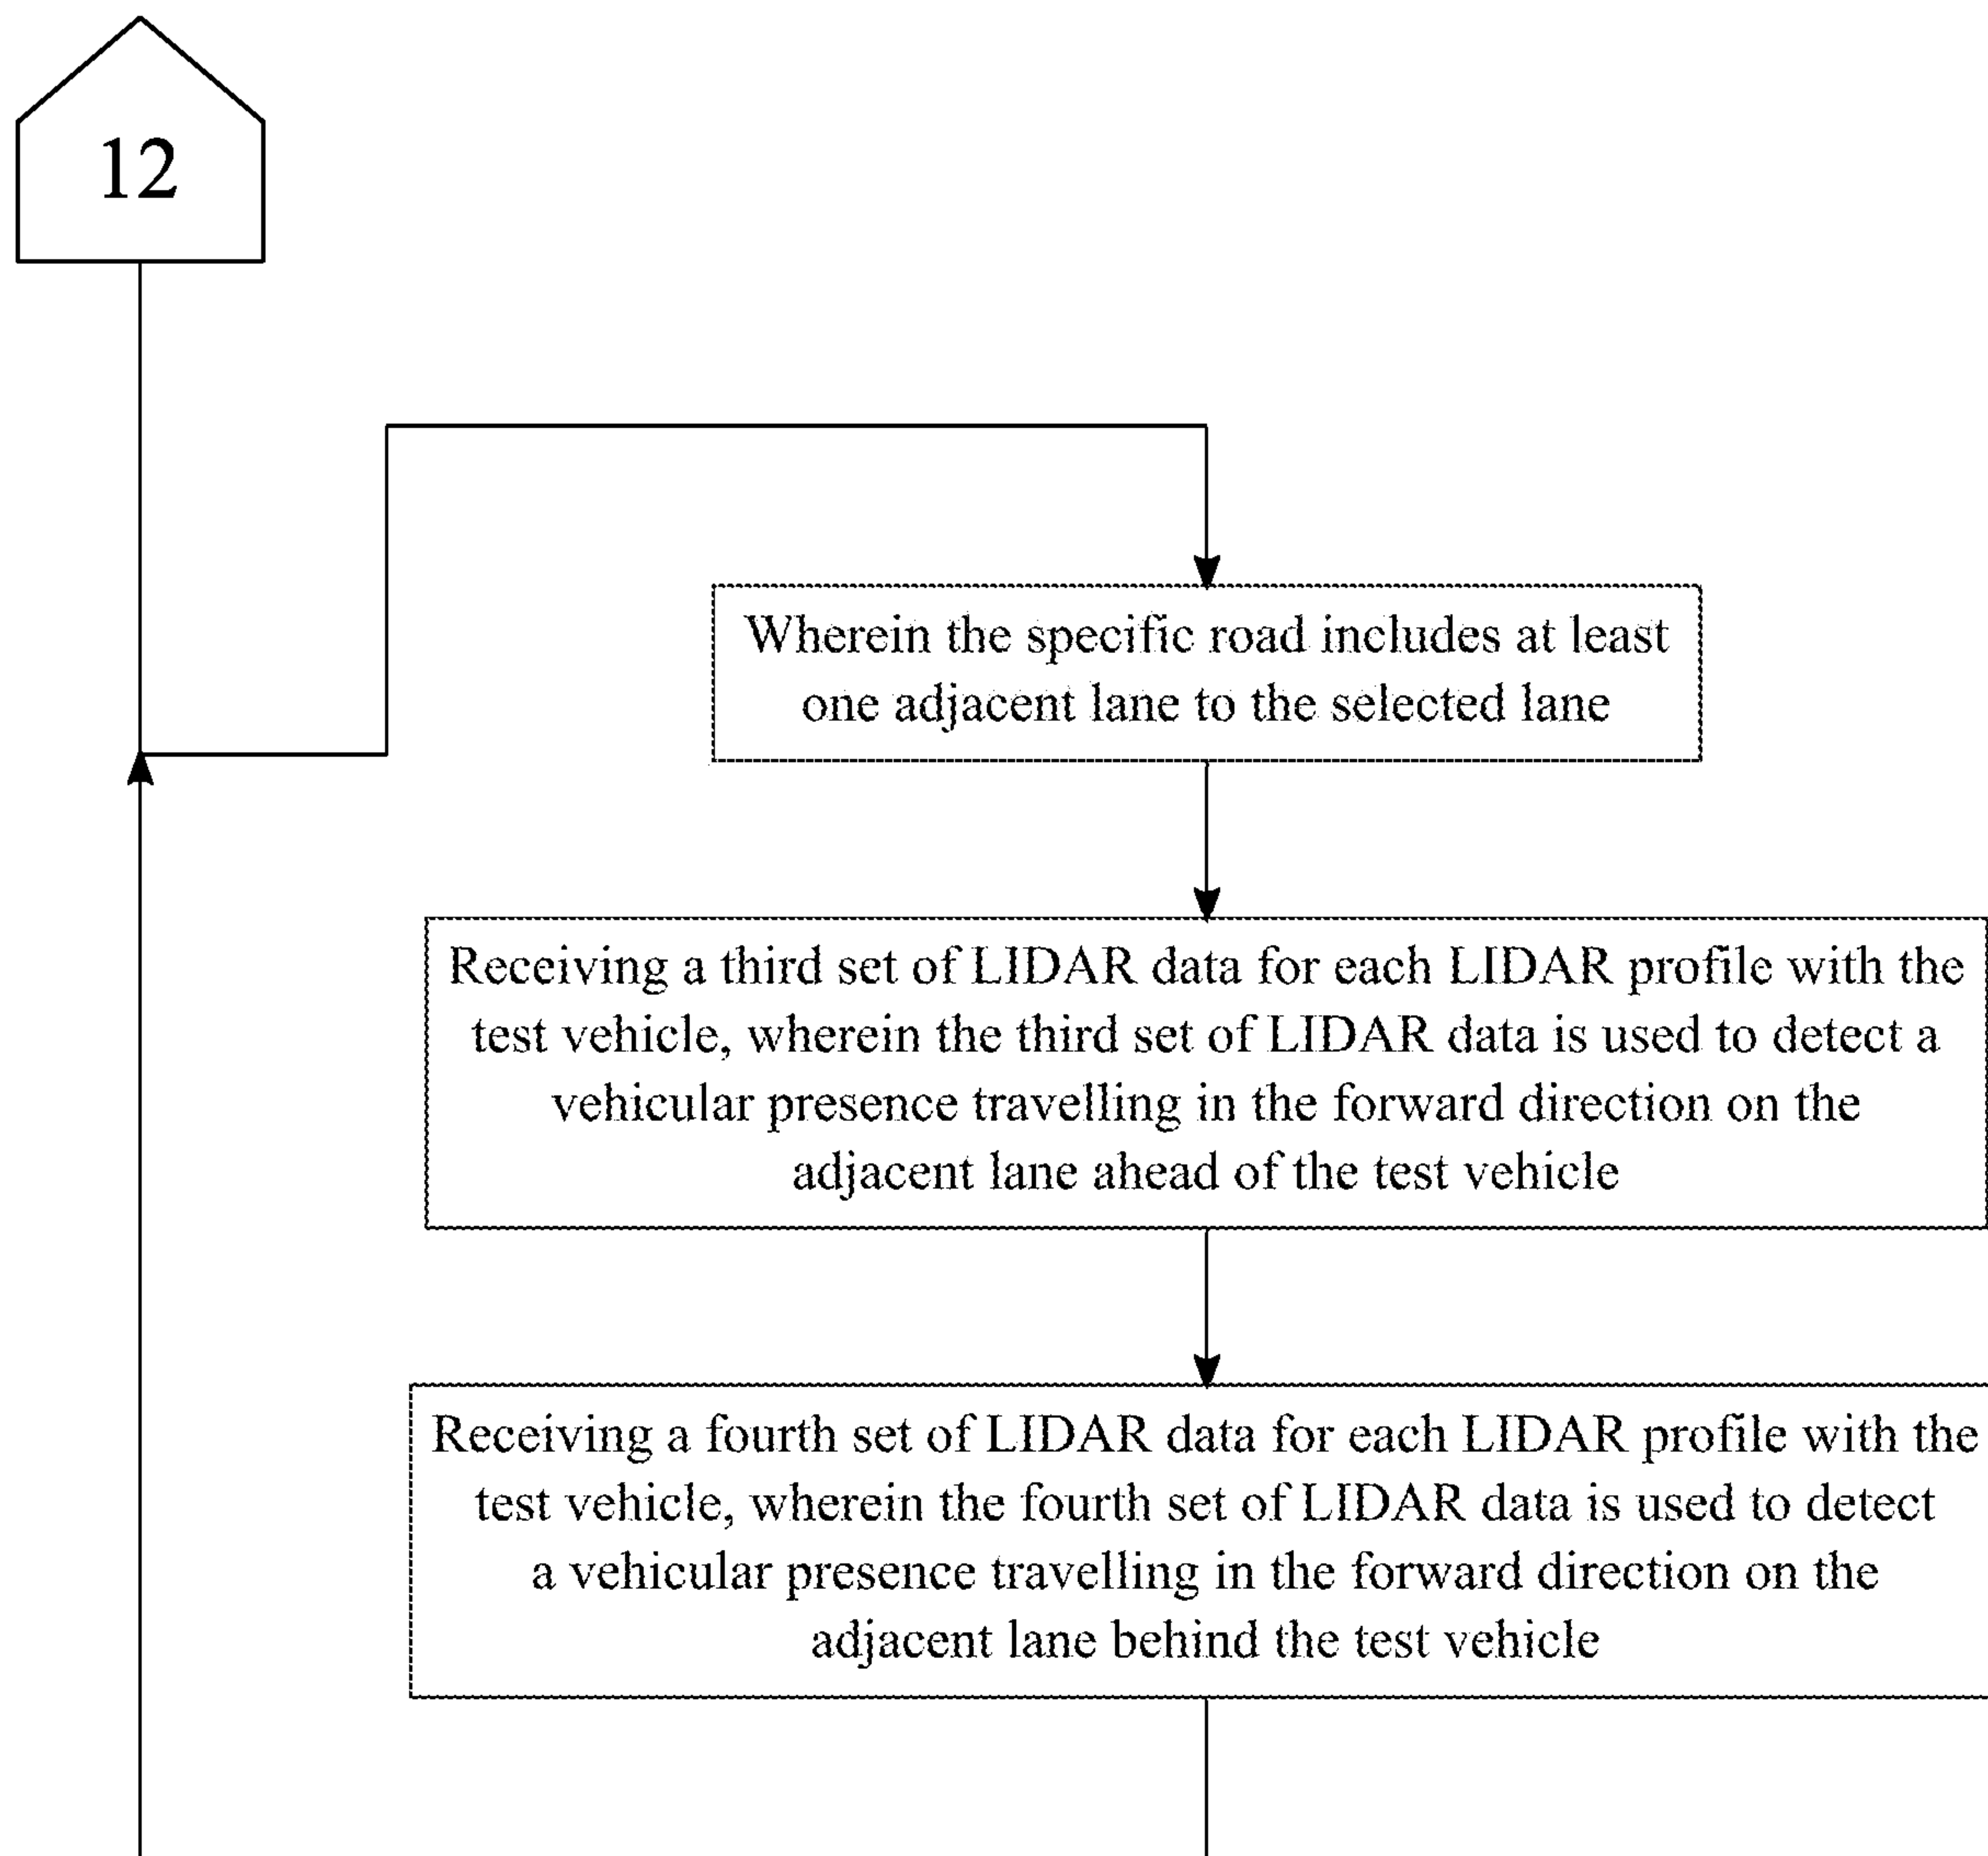 12
Wherein the specific road includes at least
one adjacent lane to the selected lane
Receiving a third set of LIDAR data for each LIDAR profile with the
test vehicle, wherein the third set of LIDAR data is used to detect a
vehicular presence travelling in the forward direction on the
adjacent lane ahead of the test vehicle
Receiving a fourth set of LIDAR data for each LIDAR profile with the
test vehicle, wherein the fourth set of LIDAR data is used to detect
a vehicular presence travelling in the forward direction on the
adjacent lane behind the test vehicle